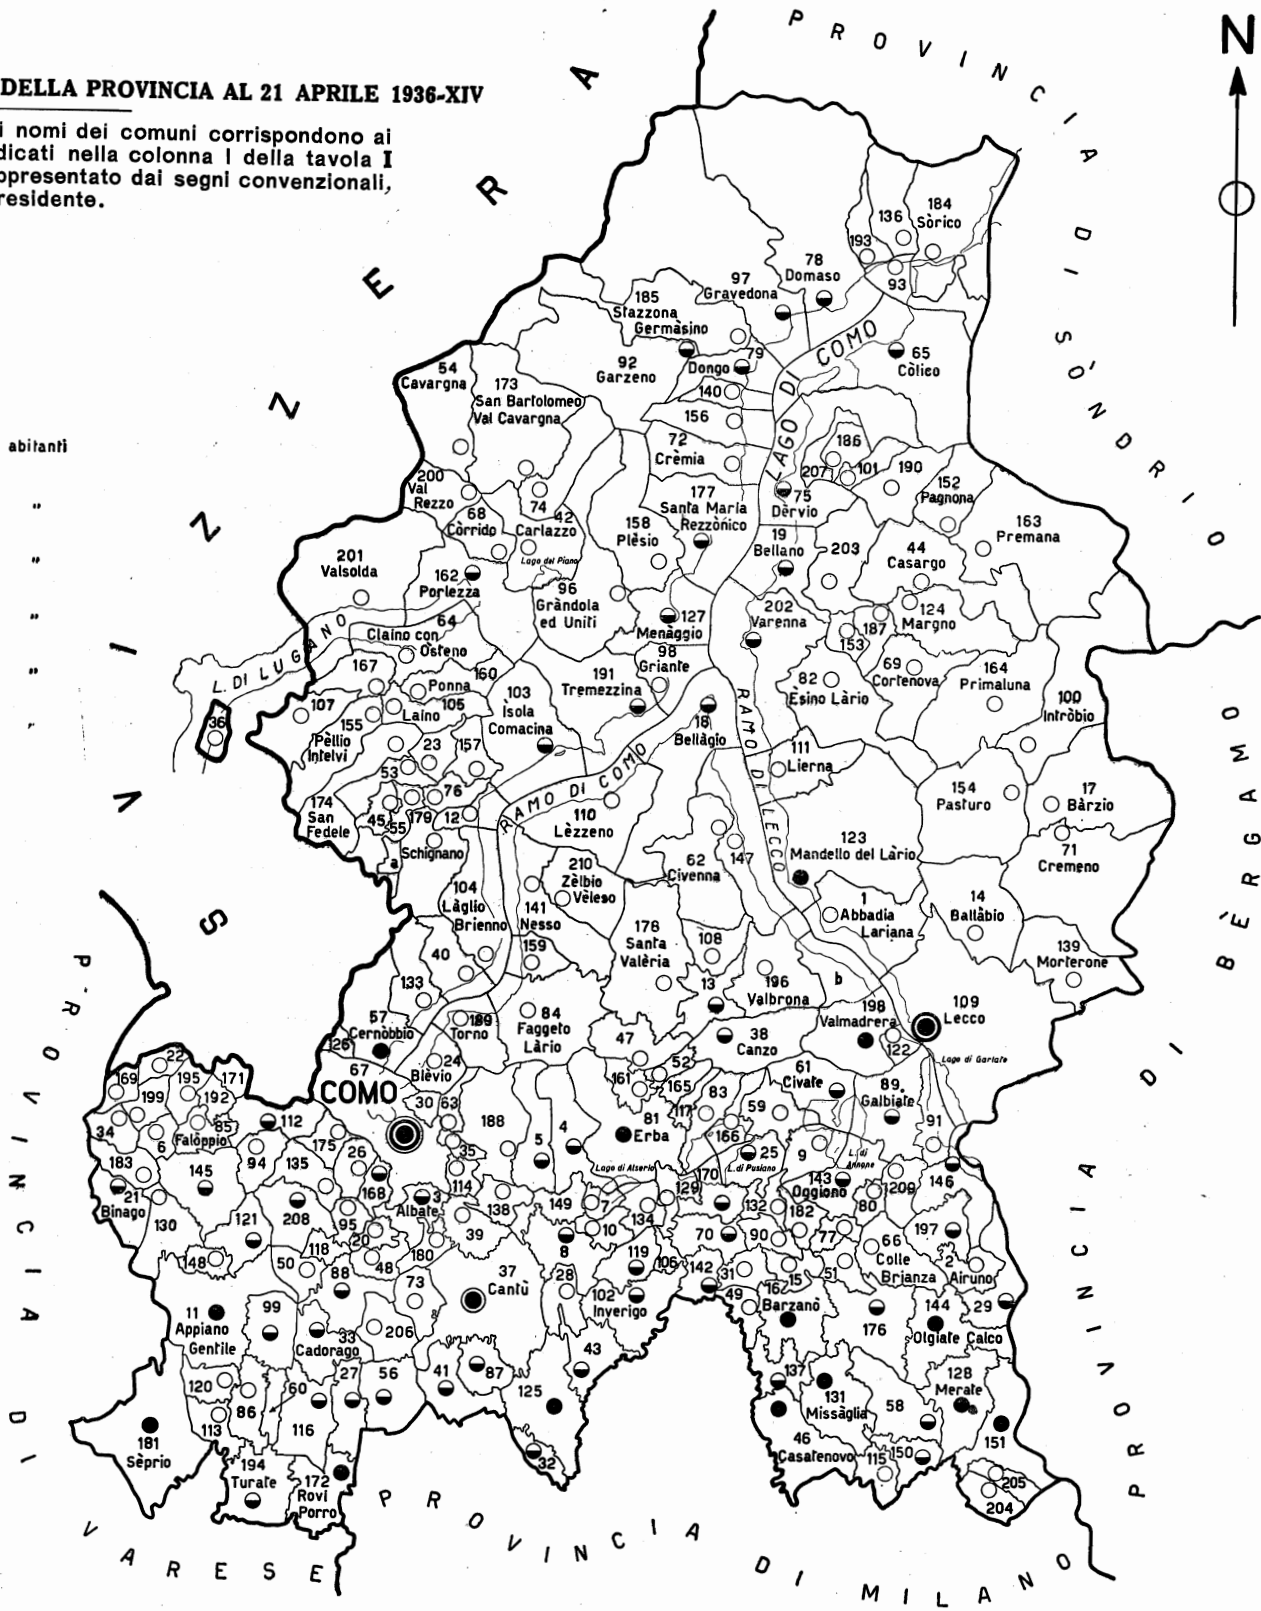 DELLA PROVINCIA AL 21 APRILE 1936-XIV
i nomi dei comuni corrispondono ai
dicati nella colonna I della tavola I
ppresentato dai segni convenzionali,
residente.
abitanti
"
"
"
"
"
N
PROVINCIA DI SÒNDRIO
SVIZZERA
184
Sòrico
136
193
93
78
Domaso
97
Gravedona
185
Stazzona
Germàsino
79
Dongo
92
Garzeno
65
Còlico
LAGO DI COMO
54
Cavargna
173
San Bartolomeo
Val Cavargna
140
156
72
Crèmia
186
207
101
190
152
Pagnona
200
Val
Rezzo
74
68
Còrrido
42
Carlazzo
Lago del Piano
177
Santa Maria
Rezzònico
75
Dèrvio
163
Premana
158
Plèsio
19
Bellano
203
44
Casargo
201
Valsolda
162
Porlezza
96
Gràndola
ed Uniti
127
Menàggio
202
Varenna
124
Margno
187
153
64
Claino con
Osteno
L. DI LUGANO
98
Griante
69
Cortenova
82
Èsino Làrio
164
Primaluna
167
Ponna
160
191
Tremezzina
103
Ìsola
Comacina
100
Intròbio
107
155
Laino
105
36
18
Bellàgio
RAMO DI LECCO
111
Lierna
Pèllio
Intelvi
23
157
53
RAMO DI COMO
154
Pasturo
17
Bàrzio
174
San
Fedele
76
45
55
179
12
110
Lèzzeno
Schignano
a
62
Civenna
147
123
Mandello del Làrio
71
Cremeno
210
Zèlbio
Vèleso
104
Làglio
Brienno
141
Nesso
1
Abbadia
Lariana
14
Ballàbio
178
Santa
Valèria
108
159
139
Morterone
40
133
13
196
Valbrona
b
109
Lecco
57
Cernòbbio
126
189
Torno
84
Faggeto
Làrio
198
Valmadrera
122
38
Canzo
47
Lago di Garlate
67
COMO
24
Blèvio
52
161
165
61
Civate
89
Galbiate
22
169
195
171
199
192
30
63
83
59
91
34
6
Falòppio
85
112
188
4
5
81
Erba
117
166
175
35
183
145
94
135
26
168
25
9
L. di
Annone
Lago di Alserio
L. di Pusiano
170
143
Oggiono
146
21
Binago
114
3
Albate
138
149
7
129
132
182
80
209
130
121
208
95
20
39
10
134
70
90
77
197
118
180
8
66
Colle
Brianza
148
50
48
119
106
142
31
15
51
2
Airuno
88
73
37
Cantù
28
102
Inverigo
49
16
Barzanò
144
Olgiate Calco
29
11
Appiano
Gentile
99
33
Cadorago
206
176
43
120
86
60
27
56
41
87
125
137
131
Missàglia
58
128
Merate
113
116
46
Casatenovo
151
181
Sèprio
194
Turate
172
Rovi
Porro
32
115
150
205
204
PROVINCIA DI VARESE
PROVINCIA DI MILANO
PROVINCIA DI BÈRGAMO